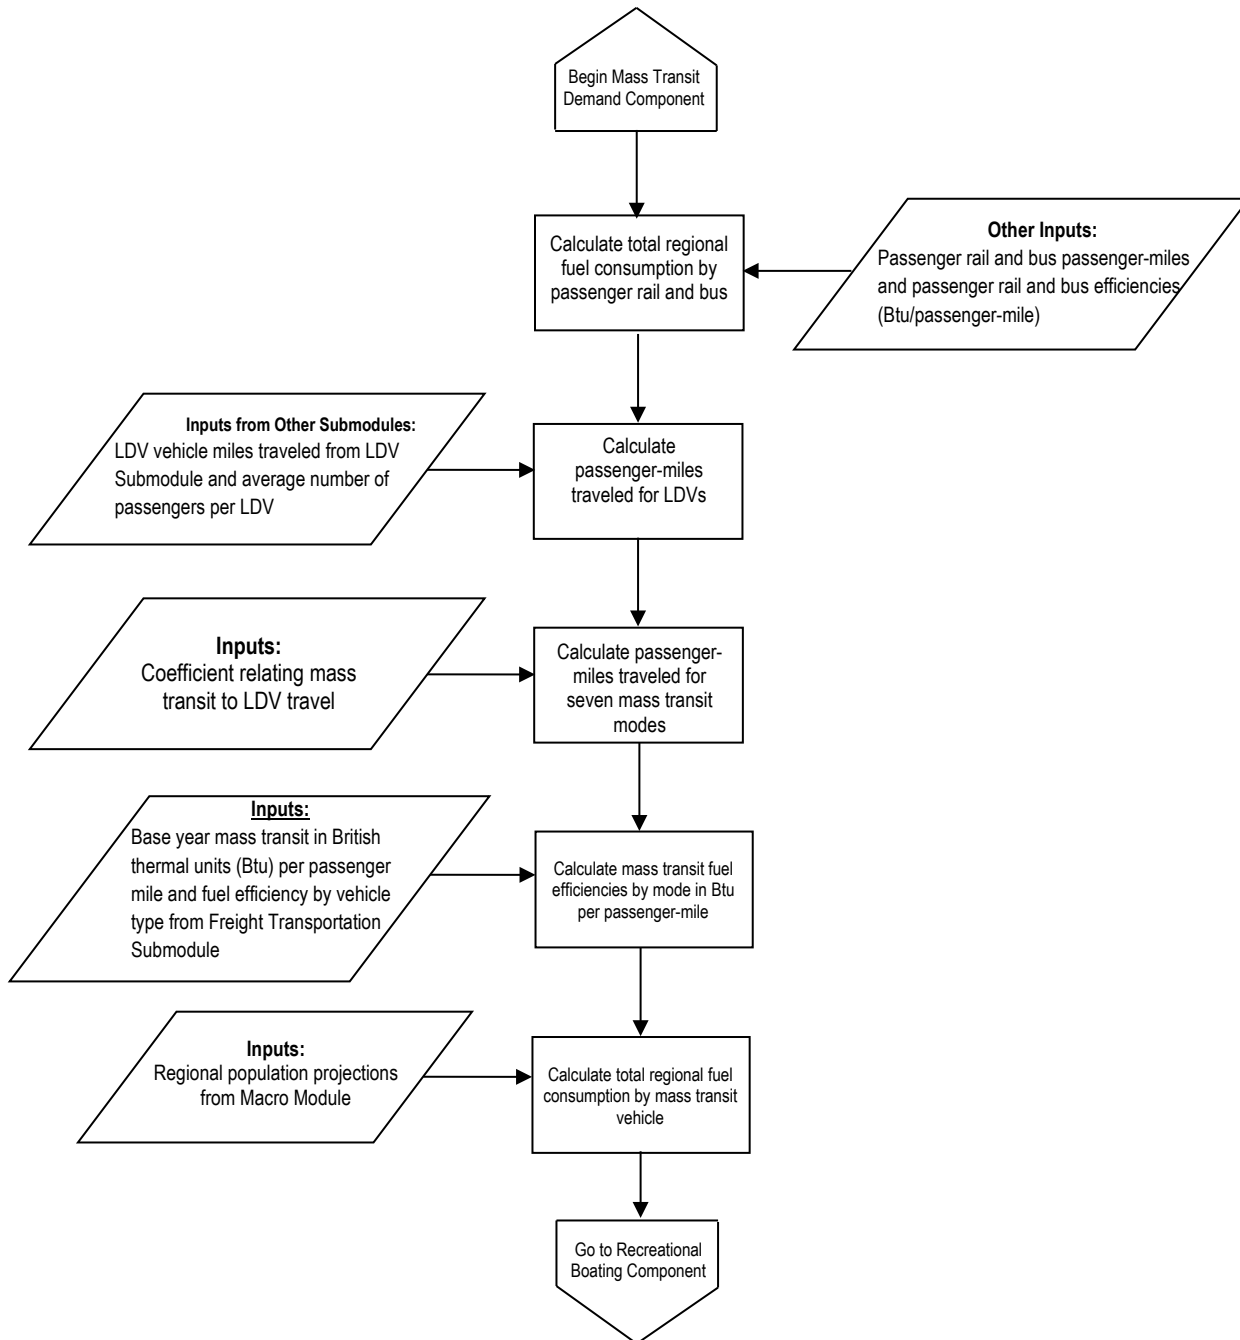 Begin Mass Transit
Demand Component
Calculate total regional
fuel consumption by
passenger rail and bus
Other Inputs:
Passenger rail and bus passenger-miles
and passenger rail and bus efficiencies
(Btu/passenger-mile)
Inputs from Other Submodules:
LDV vehicle miles traveled from LDV
Submodule and average number of
passengers per LDV
Calculate
passenger-miles
traveled for LDVs
Inputs:
Coefficient relating mass
transit to LDV travel
Calculate passenger-
miles traveled for
seven mass transit
modes
Inputs:
Base year mass transit in British
thermal units (Btu) per passenger
mile and fuel efficiency by vehicle
type from Freight Transportation
Submodule
Calculate mass transit fuel
efficiencies by mode in Btu
per passenger-mile
Inputs:
Regional population projections
from Macro Module
Calculate total regional fuel
consumption by mass transit
vehicle
Go to Recreational
Boating Component